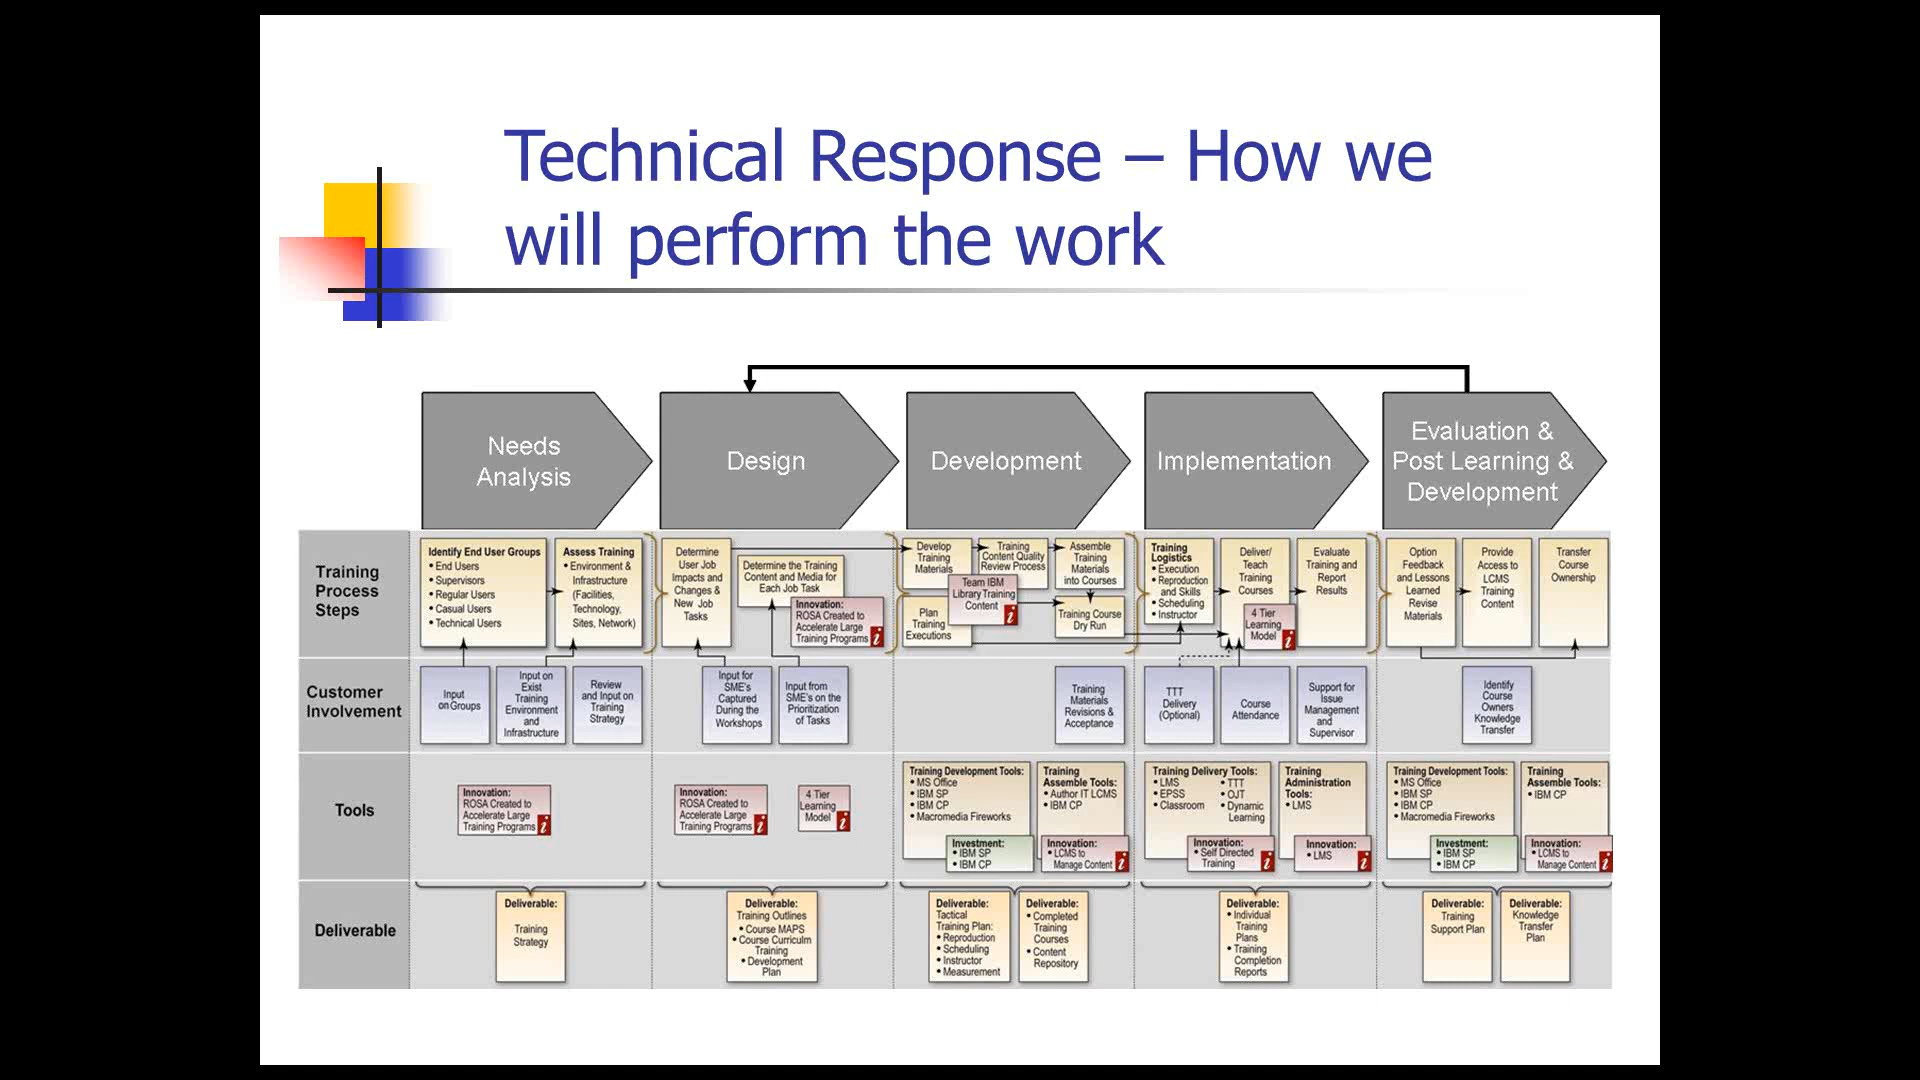 Technical Response – How we
will perform the work
Needs
Analysis
Design
Development
Implementation
Evaluation &
Post Learning &
Development
Training
Process
Steps
Identify End User Groups
• End Users
• Supervisors
• Regular Users
• Casual Users
• Technical Users
Assess Training
• Environment &
Infrastructure
(Facilities,
Technology,
Sites, Network)
Determine
User Job
Impacts and
Changes &
New Job
Tasks
Determine the Training
Content and Media for
Each Job Task
Innovation:
ROSA Created to
Accelerate Large
Training Programs
i
Develop
Training
Materials
Training
Content Quality
Review Process
Assemble
Training
Materials
into Courses
Team IBM
Library Training
Content
i
Plan
Training
Executions
Training Course
Dry Run
Training
Logistics
• Execution
• Reproduction
and Skills
• Scheduling
• Instructor
Deliver/
Teach
Training
Courses
4 Tier
Learning
Model
i
Evaluate
Training and
Report
Results
Option
Feedback
and Lessons
Learned
Revise
Materials
Provide
Access to
LCMS
Training
Content
Transfer
Course
Ownership
Customer
Involvement
Input
on Groups
Input on
Exist
Training
Environment
and
Infrastructure
Review
and Input on
Training
Strategy
Input for
SME's
Captured
During the
Workshops
Input from
SME's on the
Prioritization
of Tasks
Training
Materials
Revisions &
Acceptance
TTT
Delivery
(Optional)
Course
Attendance
Support for
Issue
Management
and
Supervisor
Identify
Course
Owners
Knowledge
Transfer
Tools
Innovation:
ROSA Created to
Accelerate Large
Training Programs
i
Innovation:
ROSA Created to
Accelerate Large
Training Programs
i
4 Tier
Learning
Model
i
Training Development Tools:
• MS Office
• IBM SP
• IBM CP
• Macromedia Fireworks
Investment:
• IBM SP
• IBM CP
Training
Assemble Tools:
• Author IT LCMS
• IBM CP
Innovation:
• LCMS to
Manage Content
i
Training Delivery Tools:
• LMS
• EPSS
• Classroom
• TTT
• OJT
• Dynamic
Learning
Innovation:
• Self Directed
Training
i
Training
Administration
Tools:
• LMS
Innovation:
• LMS
i
Training Development Tools:
• MS Office
• IBM SP
• IBM CP
• Macromedia Fireworks
Investment:
• IBM SP
• IBM CP
Training
Assemble Tools:
• IBM CP
Innovation:
• LCMS to
Manage Content
i
Deliverable
Deliverable:
Training
Strategy
Deliverable:
Training Outlines
• Course MAPS
• Course Curriculm
Training
• Development
Plan
Deliverable:
Tactical
Training Plan:
• Reproduction
• Scheduling
• Instructor
• Measurement
Deliverable:
• Completed
Training
Courses
• Content
Repository
Deliverable:
• Individual
Training
Plans
• Training
Completion
Reports
Deliverable:
Training
Support Plan
Deliverable:
Knowledge
Transfer
Plan